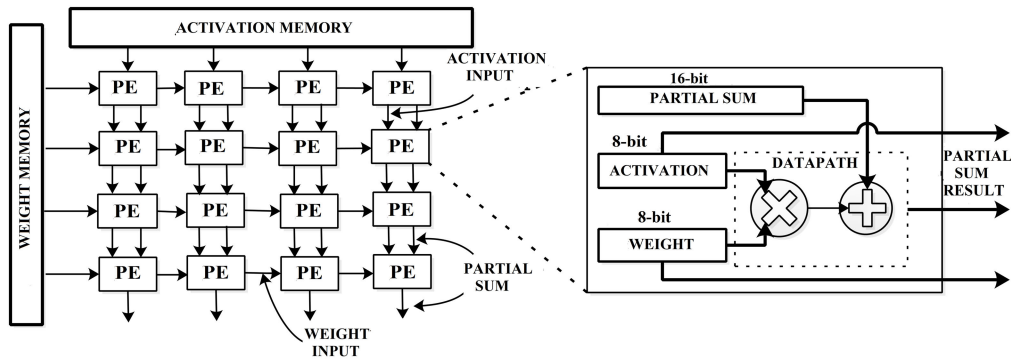 ACTIVATION MEMORY
WEIGHT MEMORY
ACTIVATION
INPUT
PE PE PE PE
PE PE PE PE
PE PE PE PE
PE PE PE PE
PARTIAL
SUM
WEIGHT
INPUT
16-bit
PARTIAL SUM
8-bit
ACTIVATION
DATAPATH
8-bit
WEIGHT
PARTIAL
SUM
RESULT